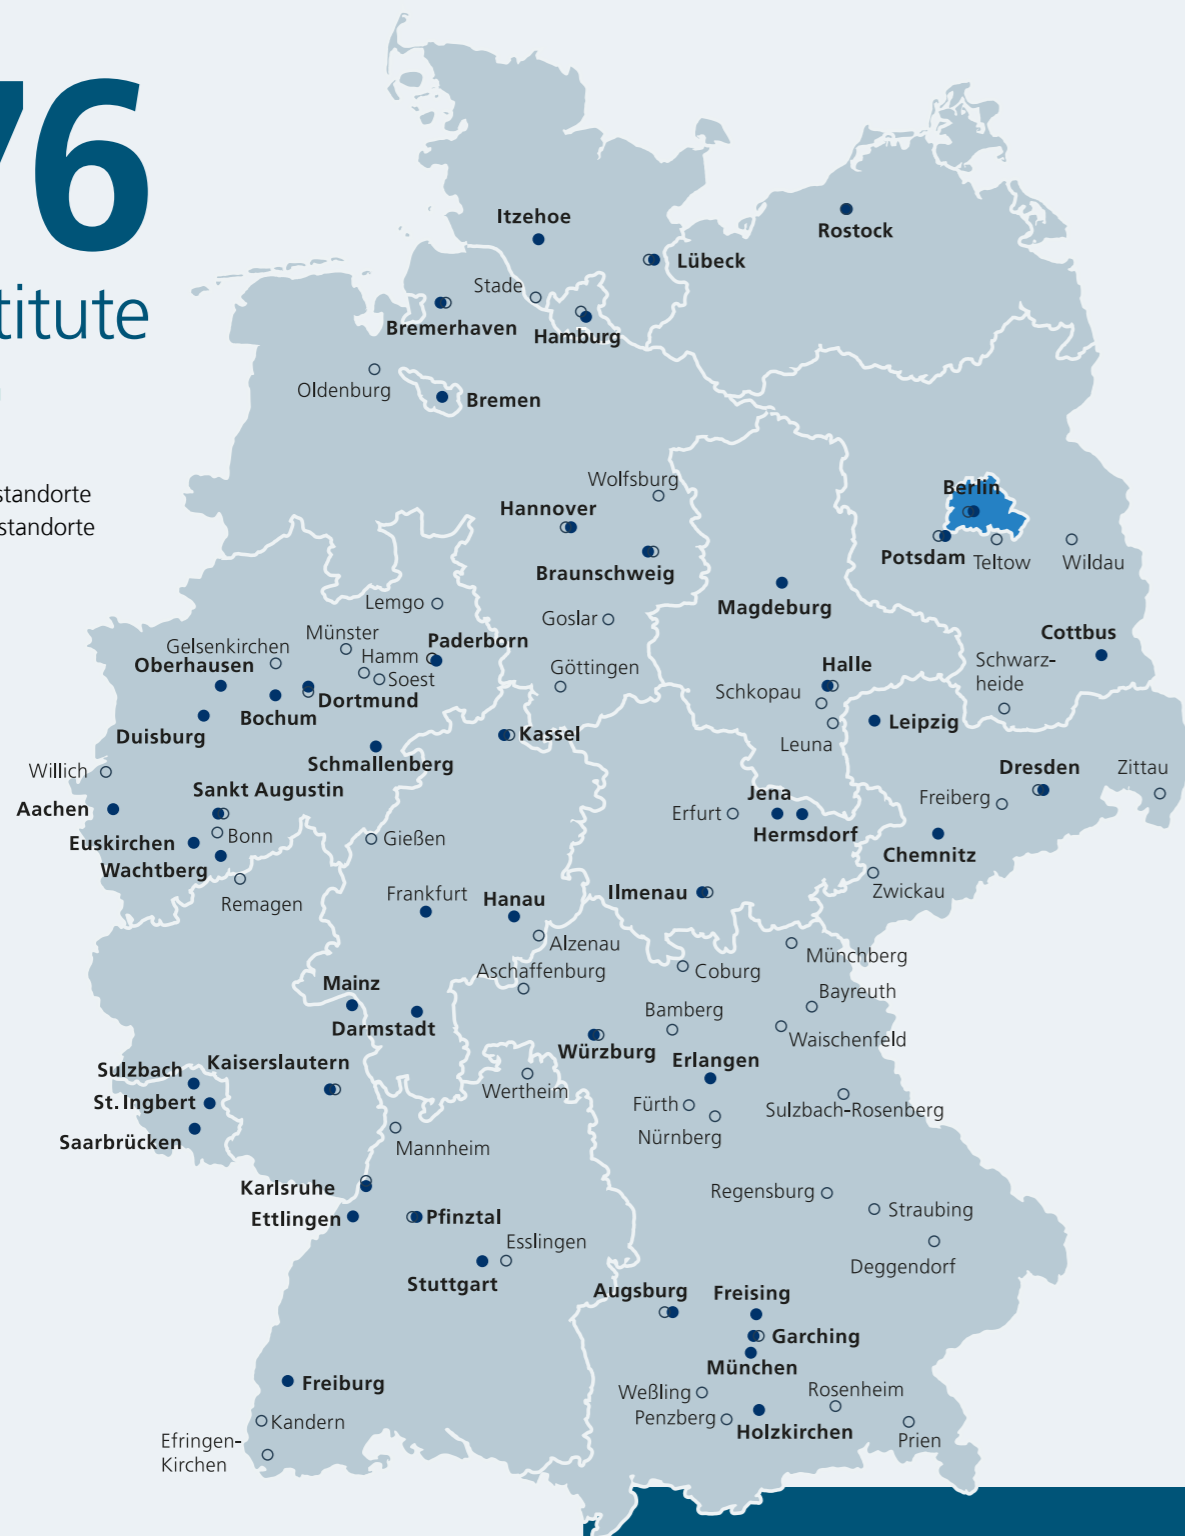 76
titute
standorte
standorte
Itzehoe
Rostock
Lübeck
Stade
Bremerhaven
Hamburg
Oldenburg
Bremen
Wolfsburg
Berlin
Hannover
Potsdam
Teltow
Wildau
Braunschweig
Lemgo
Magdeburg
Goslar
Münster
Paderborn
Cottbus
Gelsenkirchen
Hamm
Oberhausen
Göttingen
Halle
Schwarz-
heide
Soest
Schkopau
Dortmund
Bochum
Leipzig
Duisburg
Kassel
Leuna
Schmallenberg
Willich
Dresden
Zittau
Sankt Augustin
Jena
Freiberg
Aachen
Erfurt
Bonn
Hermsdorf
Euskirchen
Gießen
Chemnitz
Wachtberg
Zwickau
Frankfurt
Hanau
Ilmenau
Remagen
Alzenau
Münchberg
Aschaffenburg
Coburg
Mainz
Bayreuth
Bamberg
Darmstadt
Waischenfeld
Würzburg
Kaiserslautern
Erlangen
Sulzbach
Wertheim
St. Ingbert
Fürth
Sulzbach-Rosenberg
Saarbrücken
Nürnberg
Mannheim
Karlsruhe
Regensburg
Ettlingen
Pfinztal
Straubing
Esslingen
Deggendorf
Stuttgart
Augsburg
Freising
Garching
München
Freiburg
Weßling
Rosenheim
Kandern
Penzberg
Holzkirchen
Prien
Efringen-
Kirchen